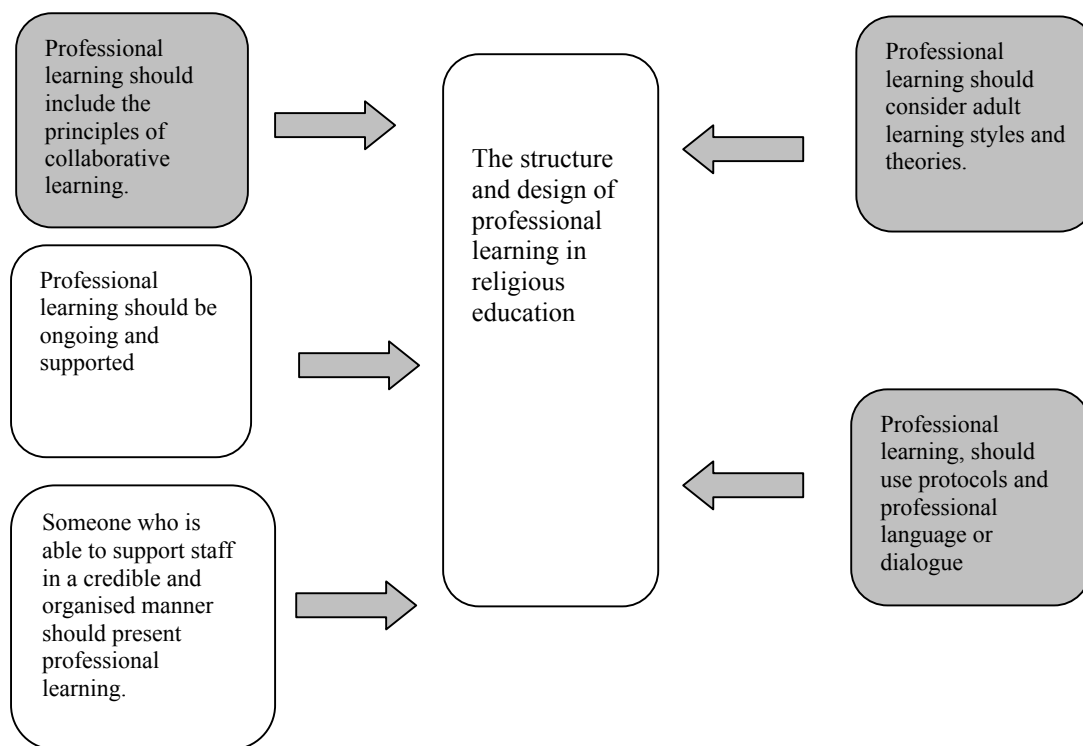 Professional
learning should
include the
principles of
collaborative
learning.
Professional
learning should be
ongoing and
supported
Someone who is
able to support staff
in a credible and
organised manner
should present
professional
learning.
The structure
and design of
professional
learning in
religious
education
Professional
learning should
consider adult
learning styles and
theories.
Professional
learning, should
use protocols and
professional
language or
dialogue